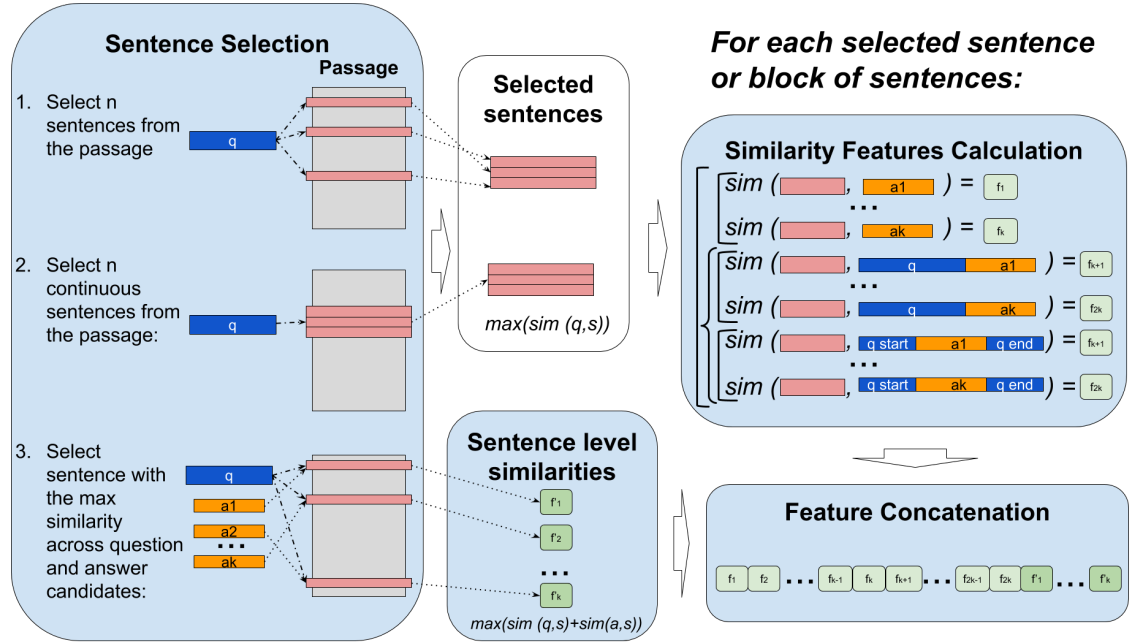 Sentence Selection
Passage
1. Select n
sentences from
the passage
q
2. Select n
continuous
sentences from
the passage:
q
3. Select
sentence with
the max
similarity
across question
and answer
candidates:
q
a1
a2
...
ak
Selected
sentences
max(sim (q,s))
Sentence level
similarities
f'1
f'2
...
f'k
max(sim (q,s)+sim(a,s))
For each selected sentence
or block of sentences:
Similarity Features Calculation
sim ( , a1 ) = f1
...
sim ( , ak ) = fk
sim ( , q a1 ) = fk+1
...
sim ( , q ak ) = f2k
sim ( , q start a1 q end ) = fk+1
...
sim ( , q start ak q end ) = f2k
Feature Concatenation
f1 f2 ... fk-1 fk fk+1 ... f2k-1 f2k f'1 ... f'k